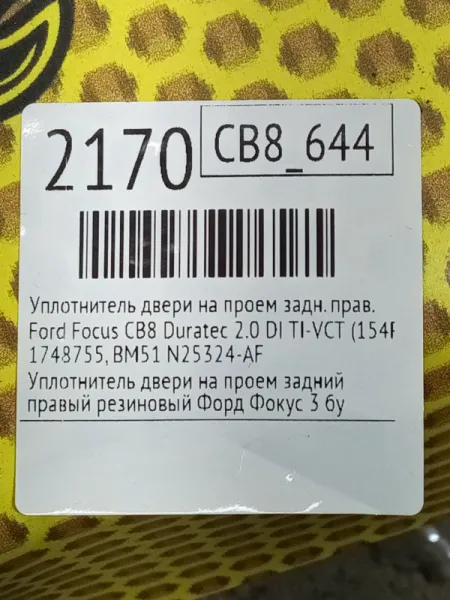 2170
CB8_644
Уплотнитель двери на проем задн. прав.
Ford Focus CB8 Duratec 2.0 DI TI-VCT (154
1748755, BM51 N25324-AF
Уплотнитель двери на проем задний
правый резиновый Форд Фокус 3 бу